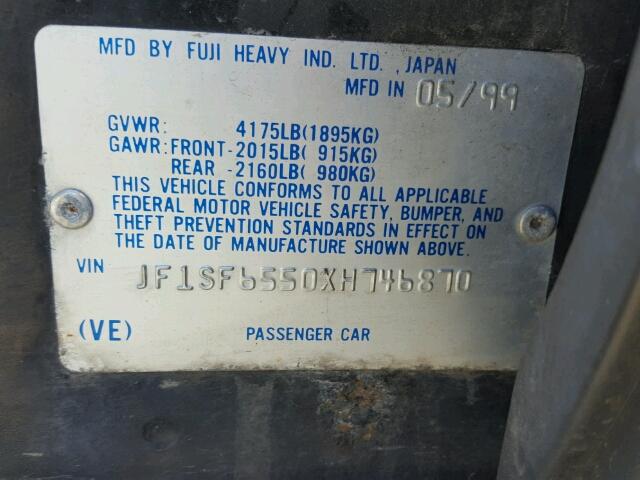 MFD BY FUJI HEAVY IND. LTD. , JAPAN
MFD IN 05/99
GVWR: 4175LB(1895KG)
GAWR:FRONT-2015LB( 915KG)
REAR -2160LB( 980KG)
THIS VEHICLE CONFORMS TO ALL APPLICABLE
FEDERAL MOTOR VEHICLE SAFETY, BUMPER, AND
THEFT PREVENTION STANDARDS IN EFFECT ON
THE DATE OF MANUFACTURE SHOWN ABOVE.
VIN JF1SF6550XH746870
(VE) PASSENGER CAR